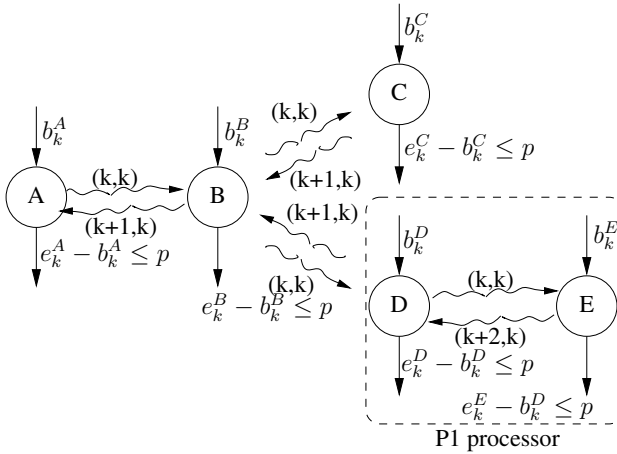 b_k^C
C
(k,k)
b_k^A
b_k^B
e_k^C − b_k^C ≤ p
(k,k)
(k+1,k)
A
B
(k+1,k)
(k+1,k)
b_k^D
b_k^E
e_k^A − b_k^A ≤ p
(k,k)
(k,k)
e_k^B − b_k^B ≤ p
D
E
(k+2,k)
e_k^D − b_k^D ≤ p
e_k^E − b_k^D ≤ p
P1 processor